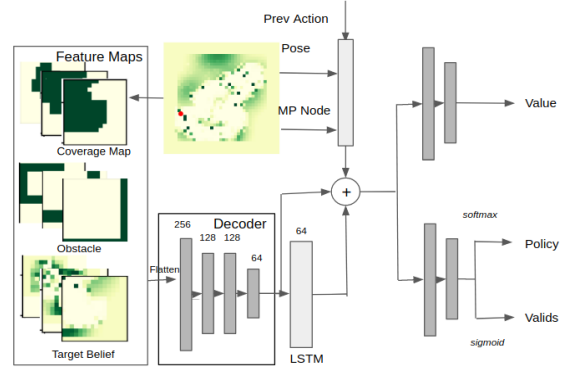 Prev Action
Feature Maps
Pose
MP Node
Coverage Map
Value
+
Obstacle
Decoder
256
128
128
64
64
Flatten
softmax
Policy
Valids
sigmoid
Target Belief
LSTM